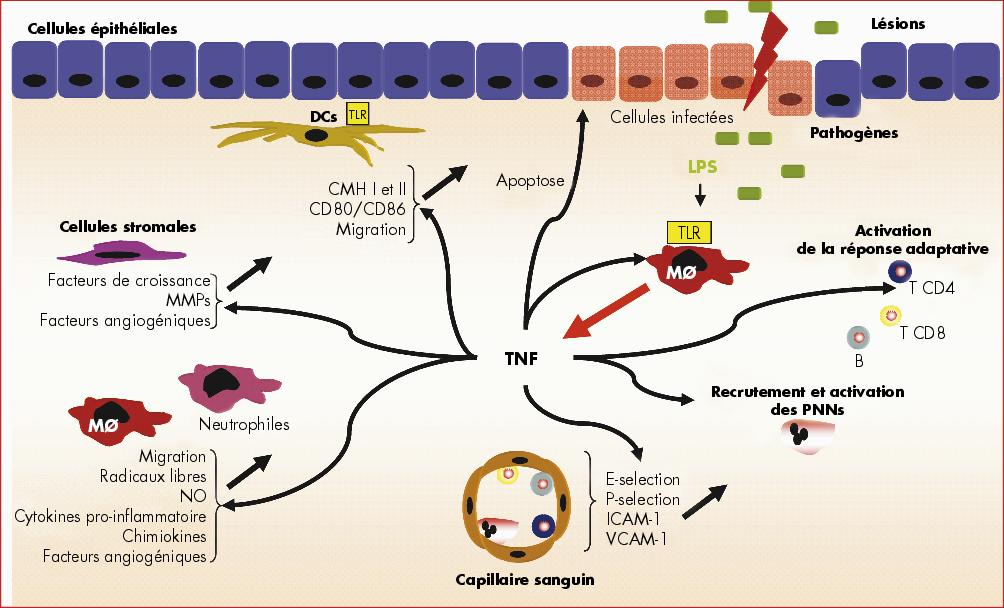 Cellules épithéliales
Lésions
DCs
TLR
Cellules infectées
Pathogènes
LPS
CMH I et II
CD80/CD86
Migration
Apoptose
TLR
MØ
Activation
de la réponse adaptative
T CD4
T CD8
B
Cellules stromales
Facteurs de croissance
MMPs
Facteurs angiogéniques
TNF
Recrutement et activation
des PNNs
MØ
Neutrophiles
Migration
Radicaux libres
NO
Cytokines pro-inflammatoire
Chimiokines
Facteurs angiogéniques
E-selection
P-selection
ICAM-1
VCAM-1
Capillaire sanguin